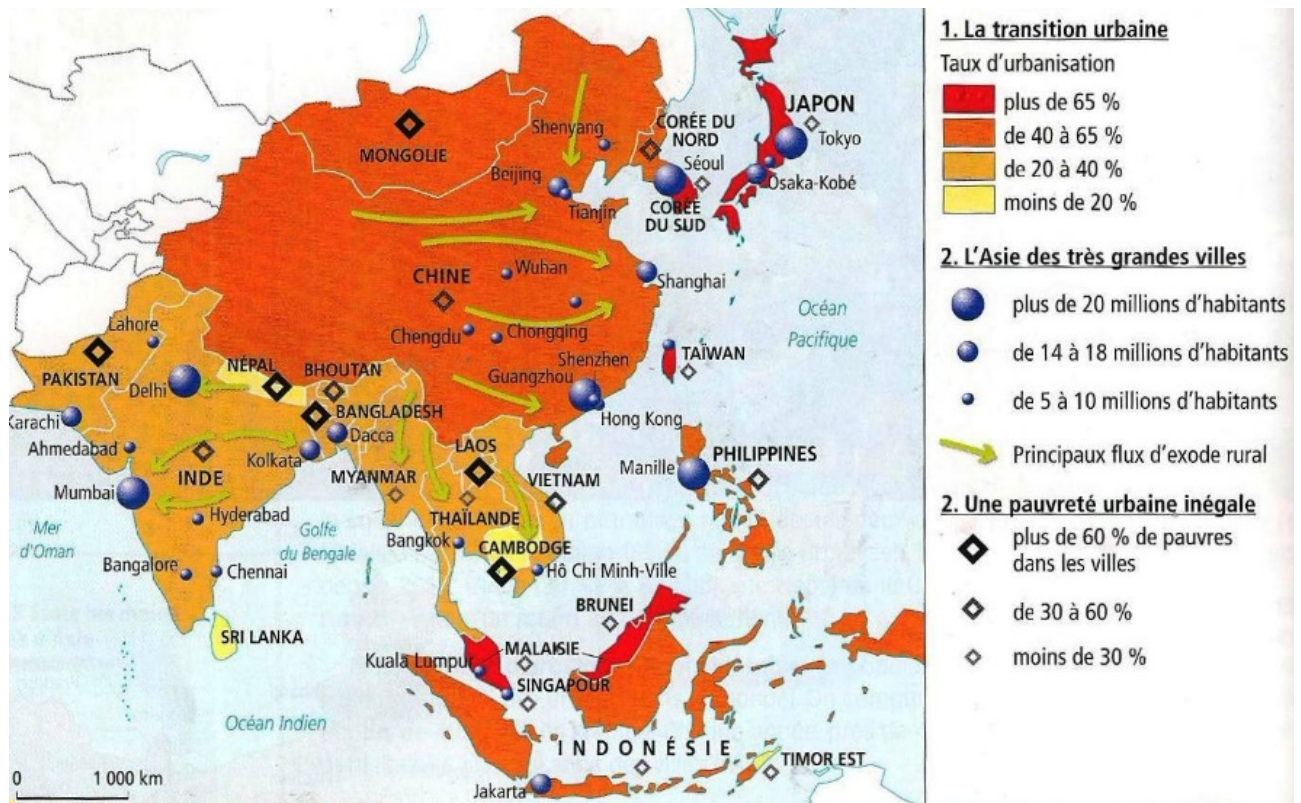 MONGOLIE
Shenyang
CORÉE DU
NORD
JAPON
Tokyo
Beijing
Tianjin
Séoul
Osaka-Kobé
CORÉE
DU SUD
CHINE
Wuhan
Shanghai
Océan
Pacifique
Chengdu
Chongqing
Lahore
PAKISTAN
NÉPAL
BHOUTAN
Delhi
BANGLADESH
Shenzhen
Guangzhou
TAÏWAN
Hong Kong
Karachi
Ahmedabad
Dacca
Kolkata
INDE
MYANMAR
LAOS
VIETNAM
Manille
PHILIPPINES
Mumbai
Hyderabad
THAÏLANDE
Mer
d'Oman
Golfe
du Bengale
Bangkok
CAMBODGE
Bangalore
Chennai
Hô Chi Minh-Ville
SRI LANKA
BRUNEI
Kuala Lumpur
MALAISIE
SINGAPOUR
Océan Indien
INDONÉSIE
TIMOR EST
Jakarta
0 1 000 km
1. La transition urbaine
Taux d'urbanisation
plus de 65 %
de 40 à 65 %
de 20 à 40 %
moins de 20 %
2. L'Asie des très grandes villes
plus de 20 millions d'habitants
de 14 à 18 millions d'habitants
de 5 à 10 millions d'habitants
Principaux flux d'exode rural
2. Une pauvreté urbaine inégale
plus de 60 % de pauvres
dans les villes
de 30 à 60 %
moins de 30 %